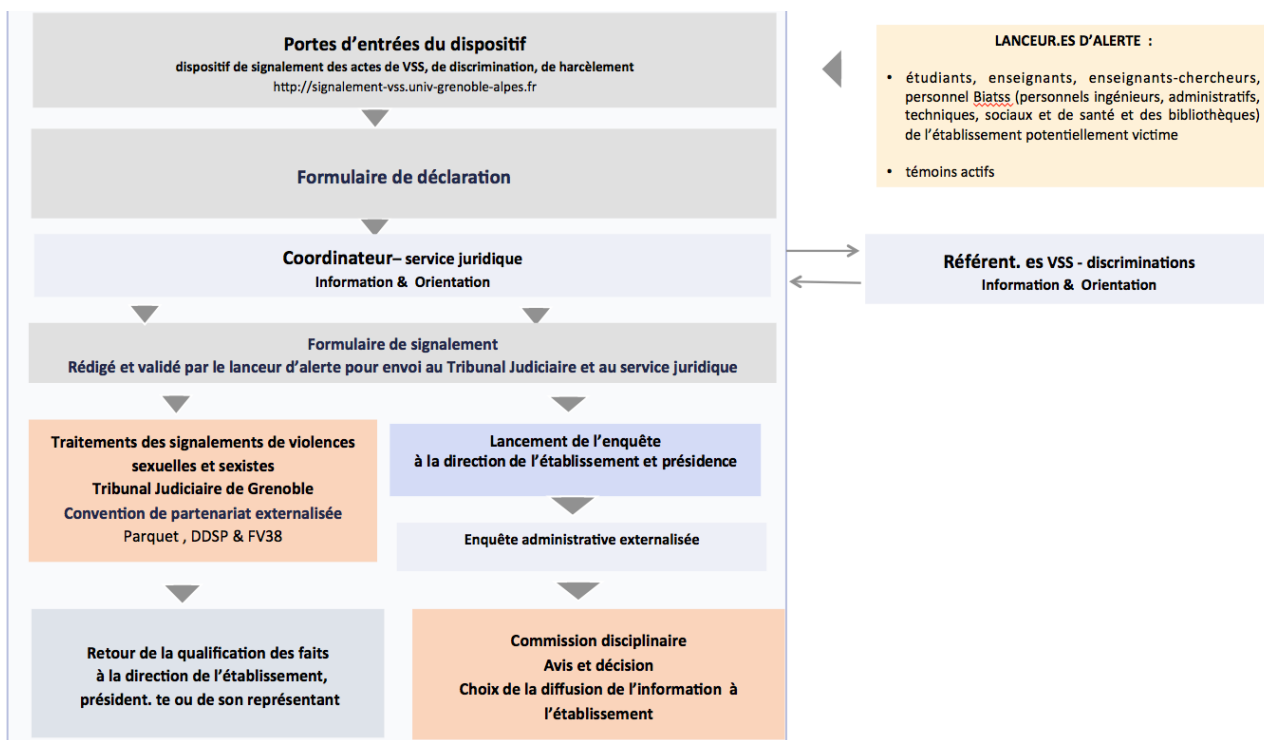 Portes d'entrées du dispositif
dispositif de signalement des actes de VSS, de discrimination, de harcèlement
http://signalement-vss.univ-grenoble-alpes.fr
LANCEUR.ES D'ALERTE :
• étudiants, enseignants, enseignants-chercheurs,
personnel Biatss (personnels ingénieurs, administratifs,
techniques, sociaux et de santé et des bibliothèques)
de l'établissement potentiellement victime
• témoins actifs
Formulaire de déclaration
Coordinateur– service juridique
Information & Orientation
Référent. es VSS - discriminations
Information & Orientation
Formulaire de signalement
Rédigé et validé par le lanceur d'alerte pour envoi au Tribunal Judiciaire et au service juridique
Traitements des signalements de violences
sexuelles et sexistes
Tribunal Judiciaire de Grenoble
Convention de partenariat externalisée
Parquet , DDSP & FV38
Lancement de l'enquête
à la direction de l'établissement et présidence
Enquête administrative externalisée
Retour de la qualification des faits
à la direction de l'établissement,
président. te ou de son représentant
Commission disciplinaire
Avis et décision
Choix de la diffusion de l'information à
l'établissement